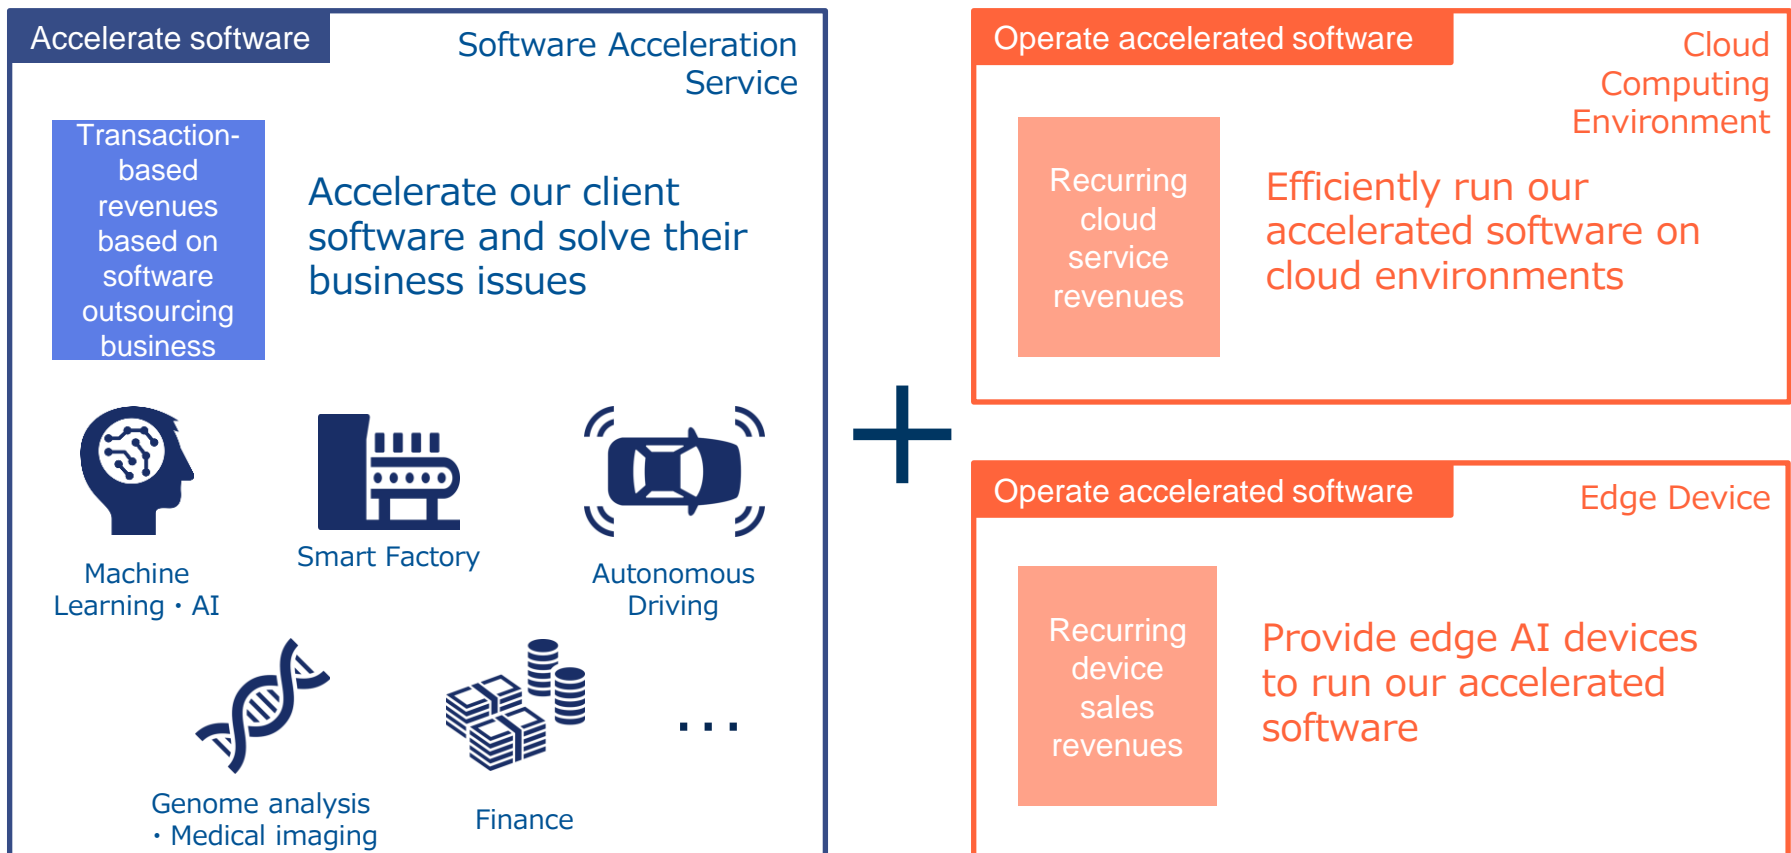 Accelerate software
Software Acceleration
Service
Transaction-
based
revenues
based on
software
outsourcing
business
Accelerate our client
software and solve their
business issues
Machine
Learning・AI
Smart Factory
Autonomous
Driving
Genome analysis
・Medical imaging
Finance
...
+
Operate accelerated software
Cloud
Computing
Environment
Recurring
cloud
service
revenues
Efficiently run our
accelerated software on
cloud environments
Operate accelerated software
Edge Device
Recurring
device
sales
revenues
Provide edge AI devices
to run our accelerated
software